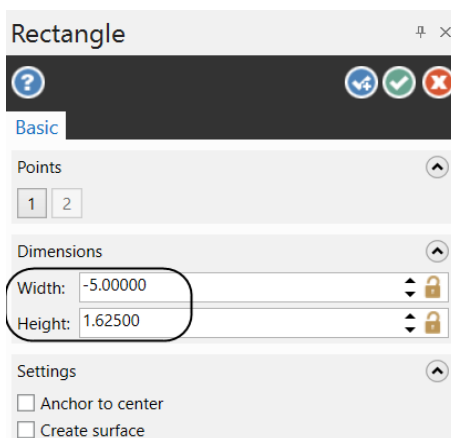 Rectangle
?
Basic
Points
1 2
Dimensions
Width: -5.00000
Height: 1.62500
Settings
Anchor to center
Create surface